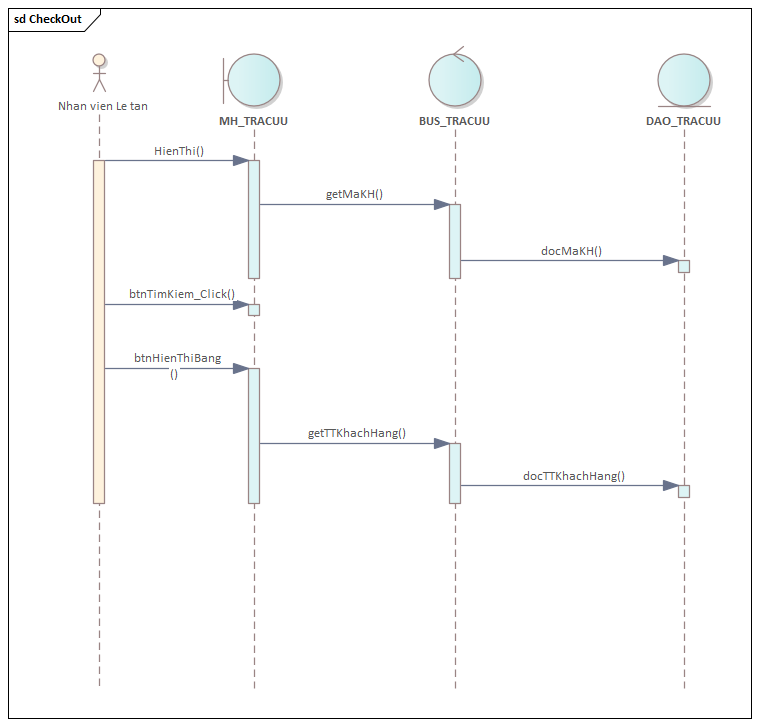 sd CheckOut
Nhan vien Le tan
MH_TRACUU
BUS_TRACUU
DAO_TRACUU
HienThi()
getMaKH()
docMaKH()
btnTimKiem_Click()
btnHienThiBang
()
getTTKhachHang()
docTTKhachHang()